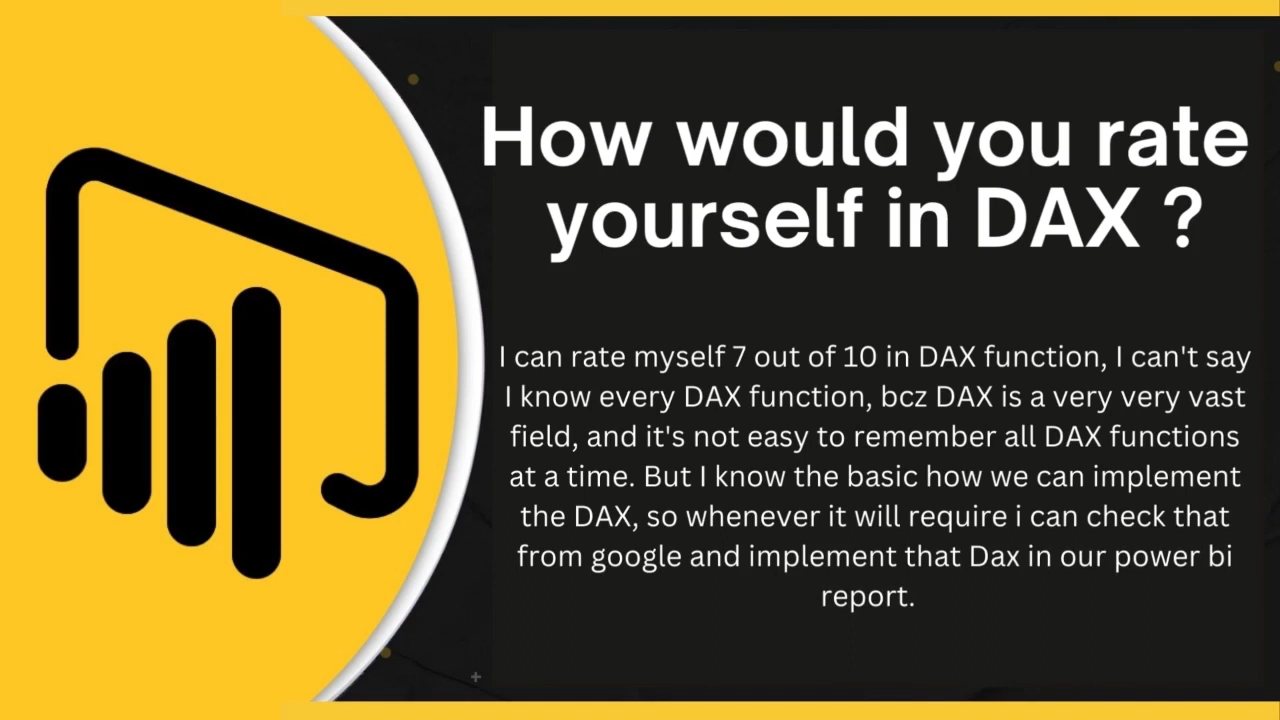 How would you rate
yourself in DAX ?
I can rate myself 7 out of 10 in DAX function, I can't say
I know every DAX function, bcz DAX is a very very vast
field, and it's not easy to remember all DAX functions
at a time. But I know the basic how we can implement
the DAX, so whenever it will require i can check that
from google and implement that Dax in our power bi
report.